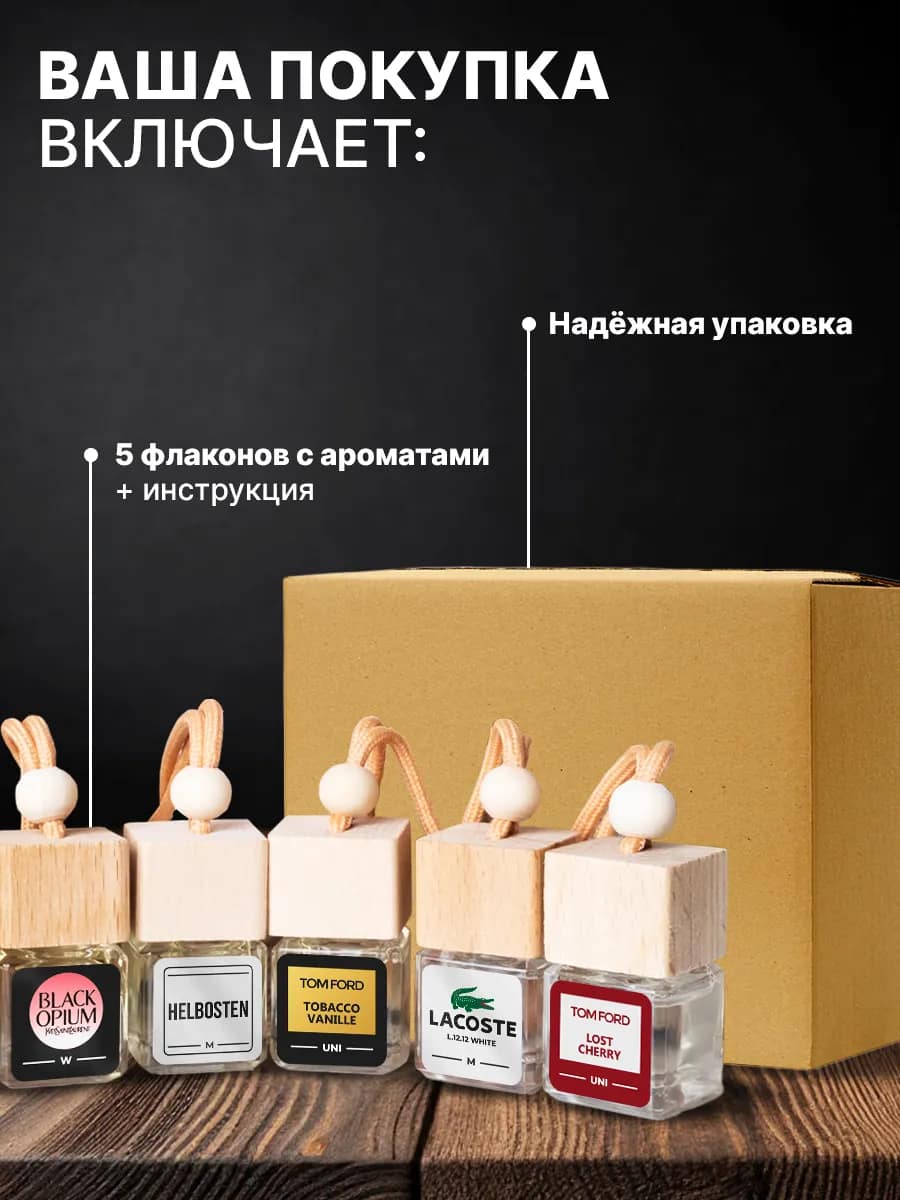 ВАША ПОКУПКА
ВКЛЮЧАЕТ:
Надёжная упаковка
5 флаконов с ароматами
+ инструкция
BLACK
OPIUM
YVESSAINTLAURENT
W
HELBOSTEN
M
TOM FORD
TOBACCO
VANILLE
UNI
LACOSTE
L.12.12 WHITE
M
TOM FORD
LOST
CHERRY
UNI